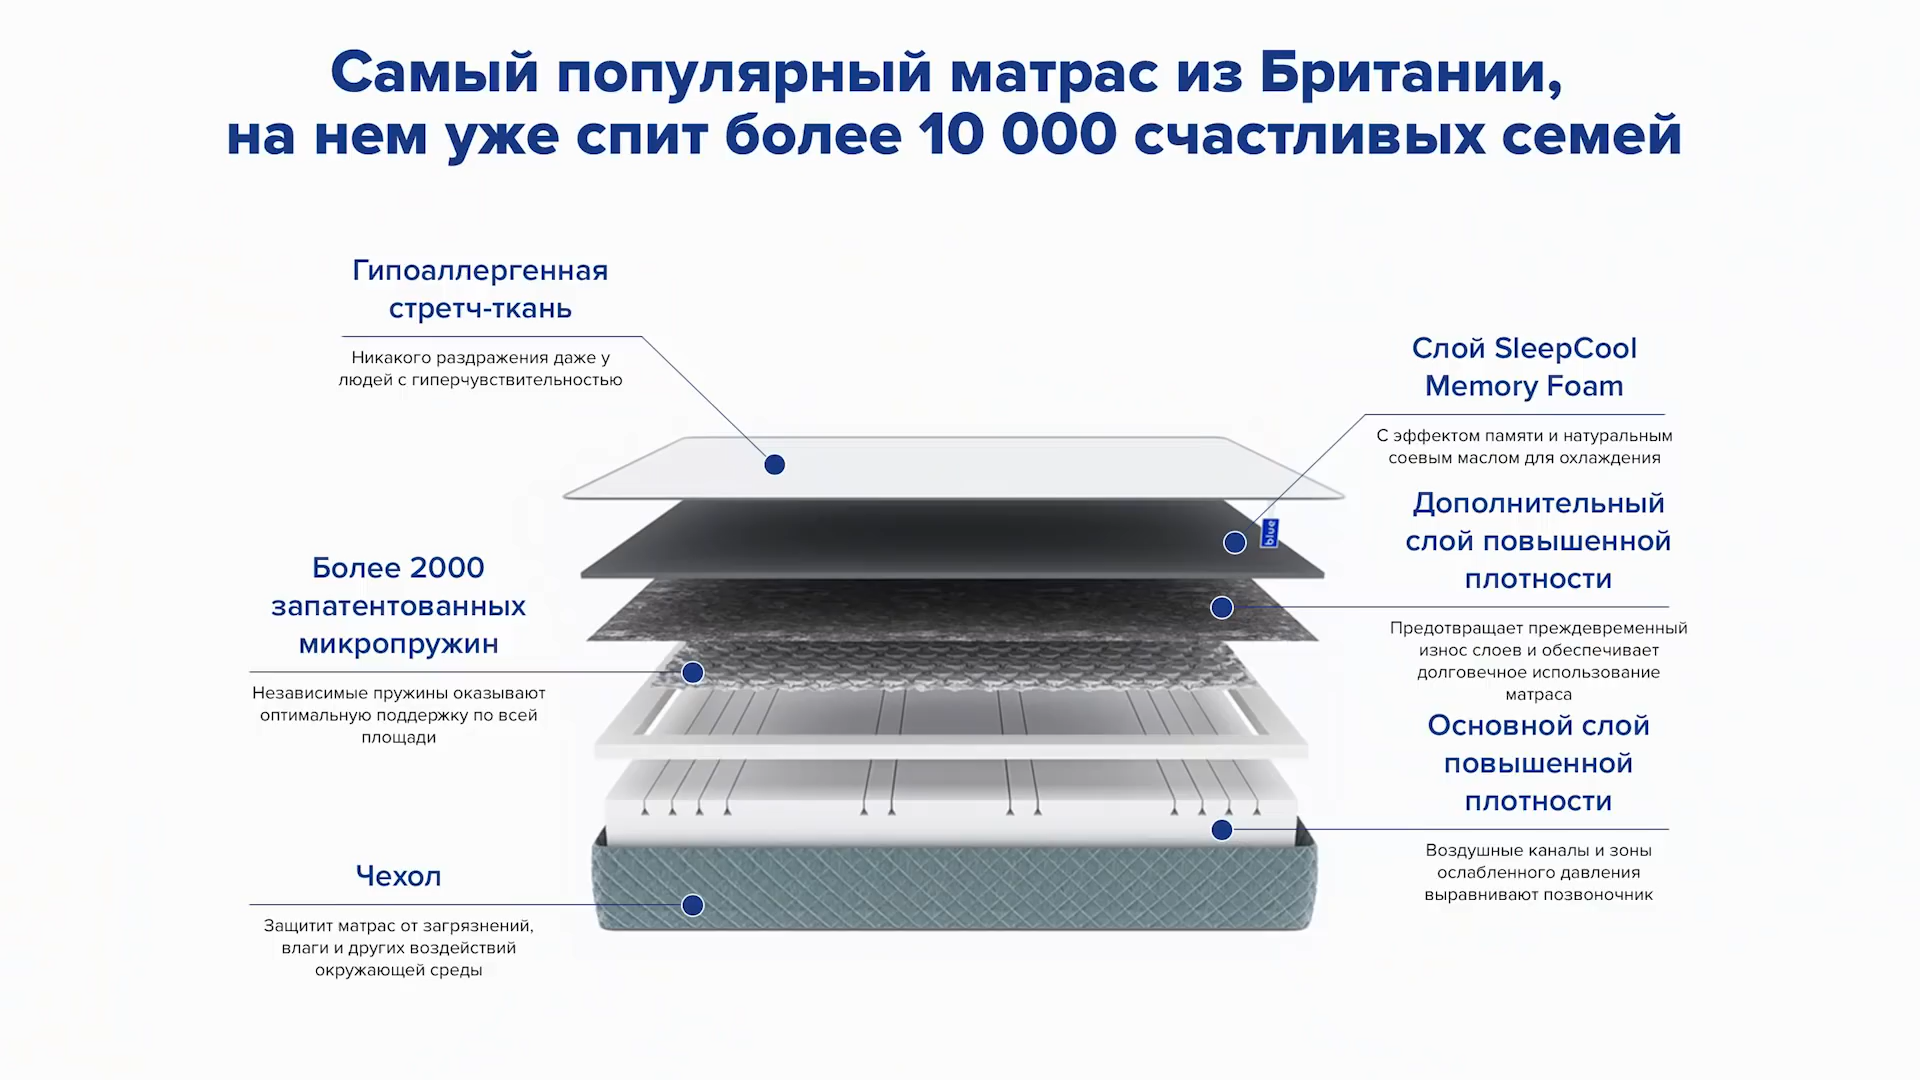 Самый популярный матрас из Британии,
на нем уже спит более 10 000 счастливых семей
Гипоаллергенная
стретч-ткань
Никакого раздражения даже у
людей с гиперчувствительностью
Слой SleepCool
Memory Foam
С эффектом памяти и натуральным
соевым маслом для охлаждения
blue
Дополнительный
слой повышенной
плотности
Предотвращает преждевременный
износ слоев и обеспечивает
долговечное использование
матраса
Более 2000
запатентованных
микропружин
Независимые пружины оказывают
оптимальную поддержку по всей
площади
Основной слой
повышенной
плотности
Воздушные каналы и зоны
ослабленного давления
выравнивают позвоночник
Чехол
Защитит матрас от загрязнений,
влаги и других воздействий
окружающей среды